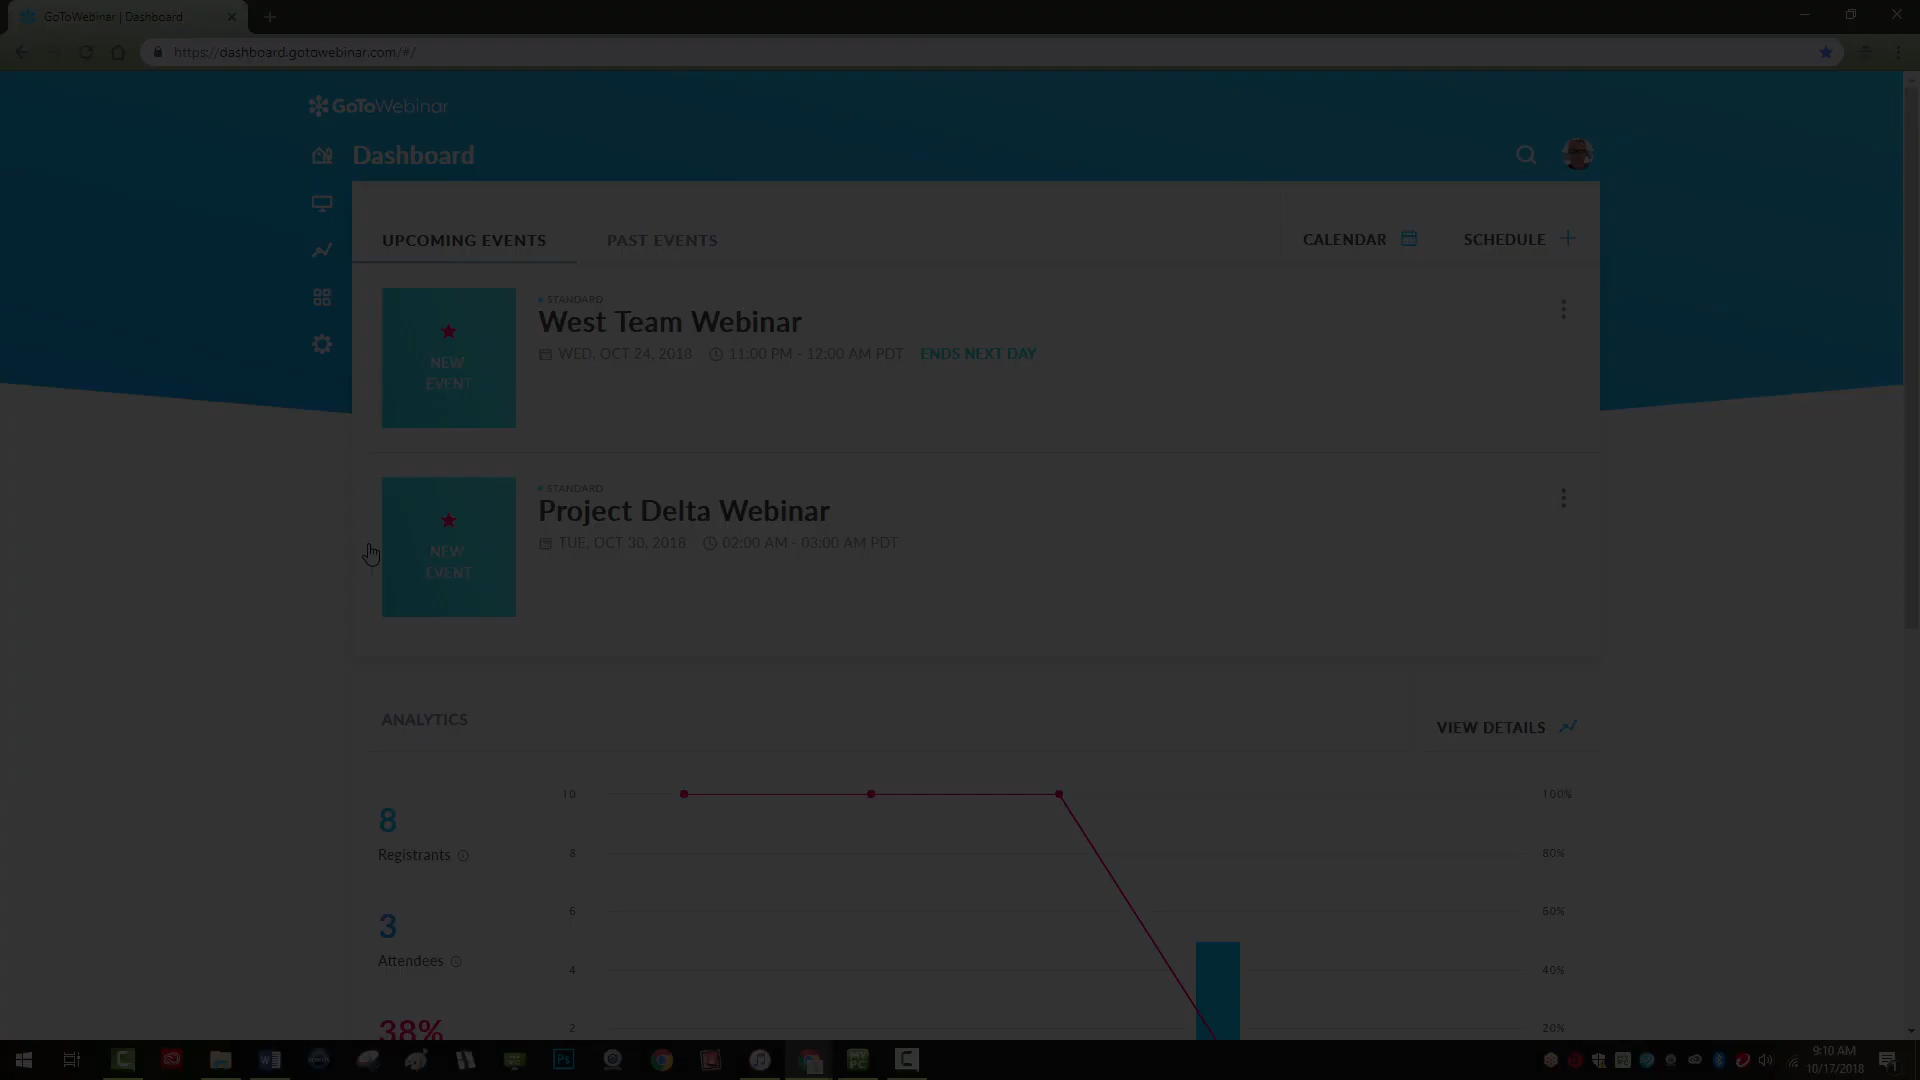 GoToWebinar | Dashboard
https://dashboard.gotowebinar.com/#/
GoToWebinar
Dashboard
UPCOMING EVENTS
PAST EVENTS
CALENDAR
SCHEDULE
NEW
EVENT
STANDARD
West Team Webinar
WED, OCT 24, 2018
11:00 PM - 12:00 AM PDT
ENDS NEXT DAY
NEW
EVENT
STANDARD
Project Delta Webinar
TUE, OCT 30, 2018
02:00 AM - 03:00 AM PDT
ANALYTICS
VIEW DETAILS
8
Registrants
3
Attendees
38%
10
8
6
4
2
100%
80%
60%
40%
20%
Ps
MY
PC
9:10 AM
10/17/2018